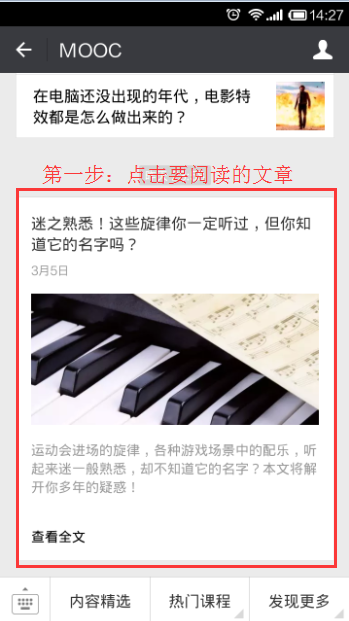 14:27
MOOC
在电脑还没出现的年代，电影特
效都是怎么做出来的？
第一步：点击要阅读的文章
迷之熟悉！这些旋律你一定听过，但你知
道它的名字吗？
3月5日
运动会进场的旋律，各种游戏场景中的配乐，听
起来迷一般熟悉，却不知道它的名字？本文将解
开你多年的疑惑！
查看全文
内容精选
热门课程
发现更多